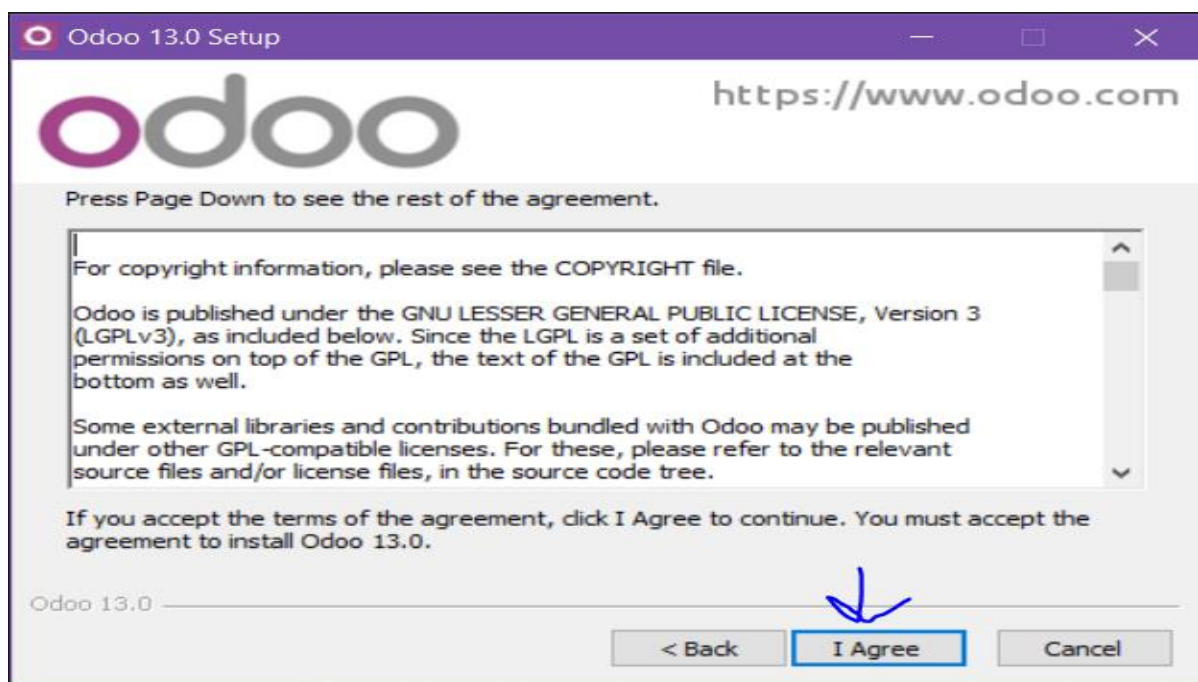 Odoo 13.0 Setup
odoo
https://www.odoo.com
Press Page Down to see the rest of the agreement.
For copyright information, please see the COPYRIGHT file.
Odoo is published under the GNU LESSER GENERAL PUBLIC LICENSE, Version 3
(LGPLv3), as included below. Since the LGPL is a set of additional
permissions on top of the GPL, the text of the GPL is included at the
bottom as well.
Some external libraries and contributions bundled with Odoo may be published
under other GPL-compatible licenses. For these, please refer to the relevant
source files and/or license files, in the source code tree.
If you accept the terms of the agreement, click I Agree to continue. You must accept the
agreement to install Odoo 13.0.
Odoo 13.0
< Back
I Agree
Cancel